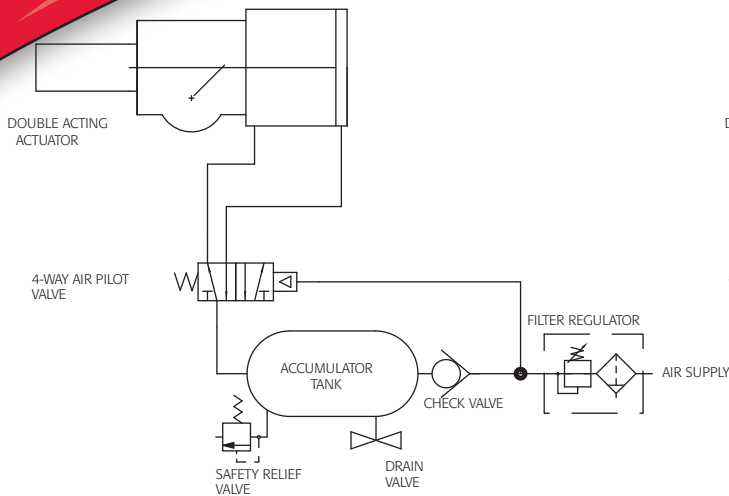 DOUBLE ACTING
ACTUATOR
4-WAY AIR PILOT
VALVE
FILTER REGULATOR
ACCUMULATOR
TANK
AIR SUPPLY
CHECK VALVE
SAFETY RELIEF
VALVE
DRAIN
VALVE